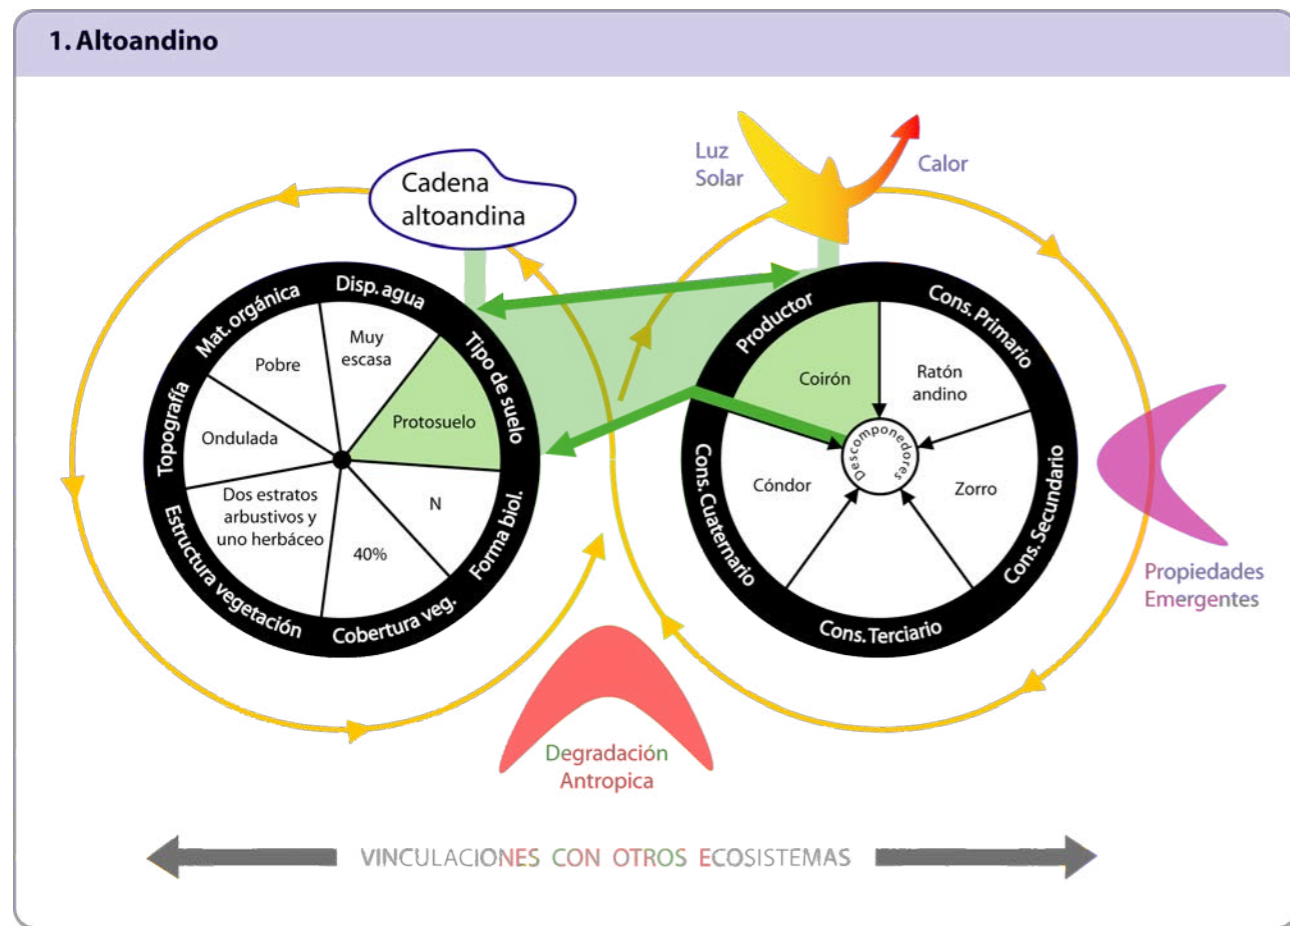 1. Altoandino
Cadena
altoandina
Luz
Solar
Calor
Mat. orgánica
Disp. agua
Tipo de suelo
Forma biol.
Cobertura veg.
Estructura vegetación
Topografía
Pobre
Muy
escasa
Protosuelo
N
40%
Dos estratos
arbustivos y
uno herbáceo
Ondulada
Productor
Cons. Primario
Cons. Secundario
Cons. Terciario
Cons. Cuaternario
Coirón
Ratón
andino
Zorro
Cóndor
Descomponedores
Propiedades
Emergentes
Degradación
Antropica
VINCULACIONES CON OTROS ECOSISTEMAS